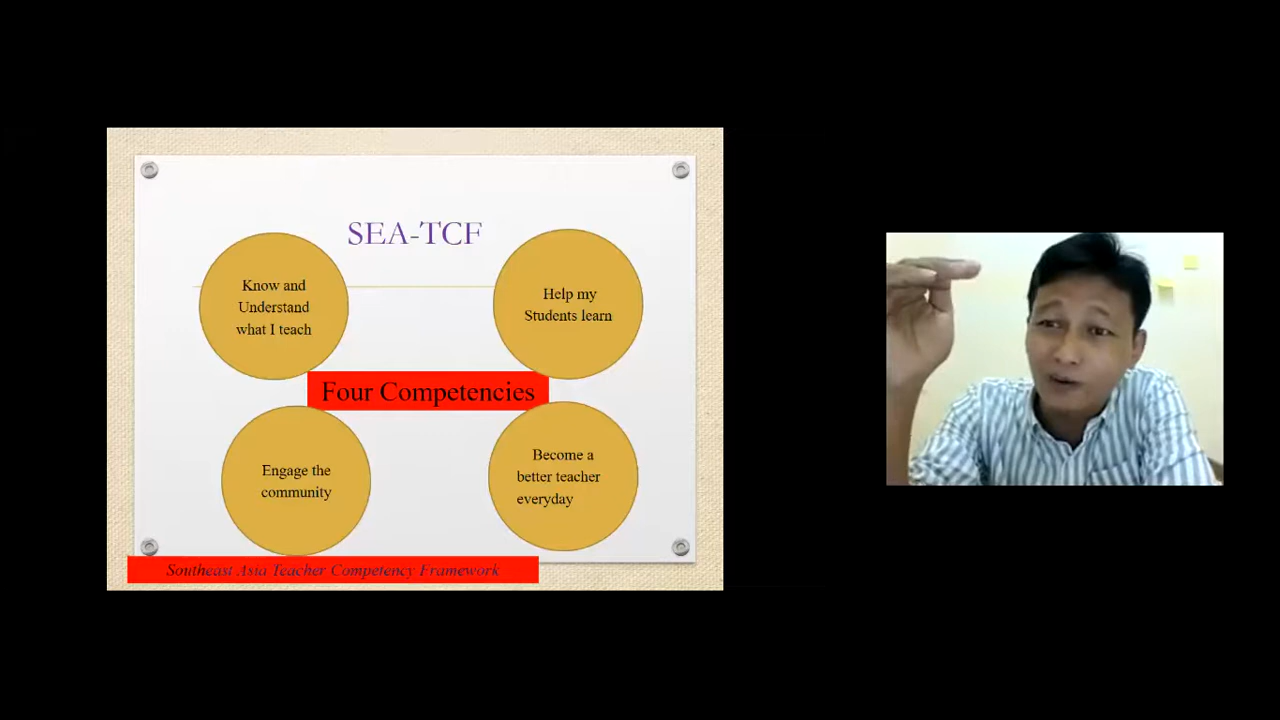 SEA-TCF
Know and
Understand
what I teach
Help my
Students learn
Four Competencies
Engage the
community
Become a
better teacher
everyday
Southeast Asia Teacher Competency Framework